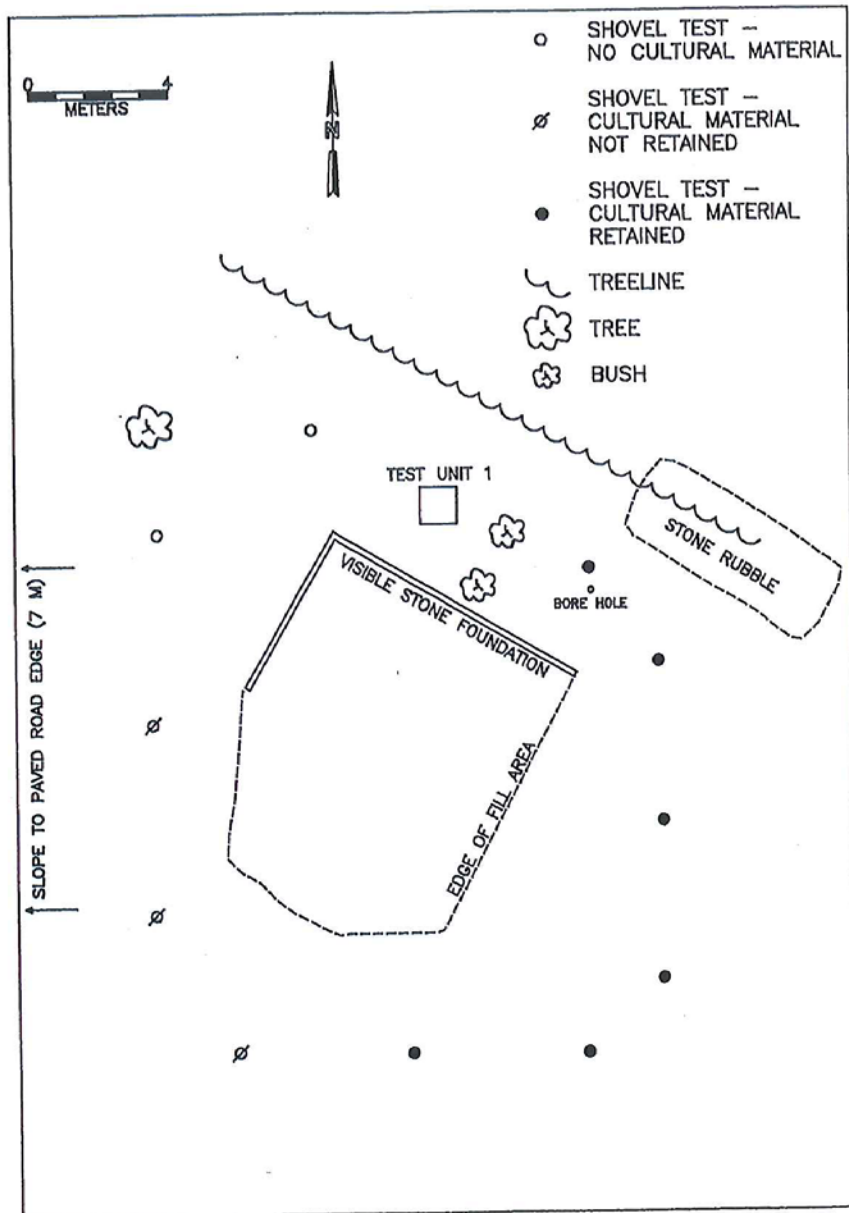 0 4
METERS
N
SHOVEL TEST –
NO CULTURAL MATERIAL
SHOVEL TEST –
CULTURAL MATERIAL
NOT RETAINED
SHOVEL TEST –
CULTURAL MATERIAL
RETAINED
TREELINE
TREE
BUSH
TEST UNIT 1
STONE RUBBLE
VISIBLE STONE FOUNDATION
BORE HOLE
SLOPE TO PAVED ROAD EDGE (7 M)
EDGE OF FILL AREA